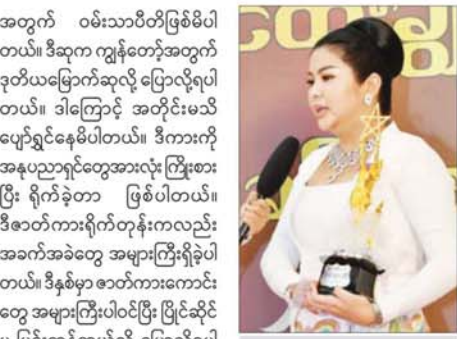 အတွက် ဝမ်းသာပီတိဖြစ်မိပါ
တယ်။ ဒီဆုက ကျွန်တော့်အတွက်
ဒုတိယမြောက်ဆုလို့ ပြောလို့ရပါ
တယ်။ ဒါကြောင့် အတိုင်းမသိ
ပျော်ရွှင်နေမိပါတယ်။ ဒီကားကို
အနုပညာရှင်တွေအားလုံး ကြိုးစား
ပြီး ရိုက်ခဲ့တာ ဖြစ်ပါတယ်။
ဒီဇာတ်ကားရိုက်တုန်းကလည်း
အခက်အခဲတွေ အများကြီးရှိခဲ့ပါ
တယ်။ ဒီနှစ်မှာ ဇာတ်ကားကောင်း
တွေ အများကြီးပါဝင်ပြီး ပြိုင်ဆိုင်